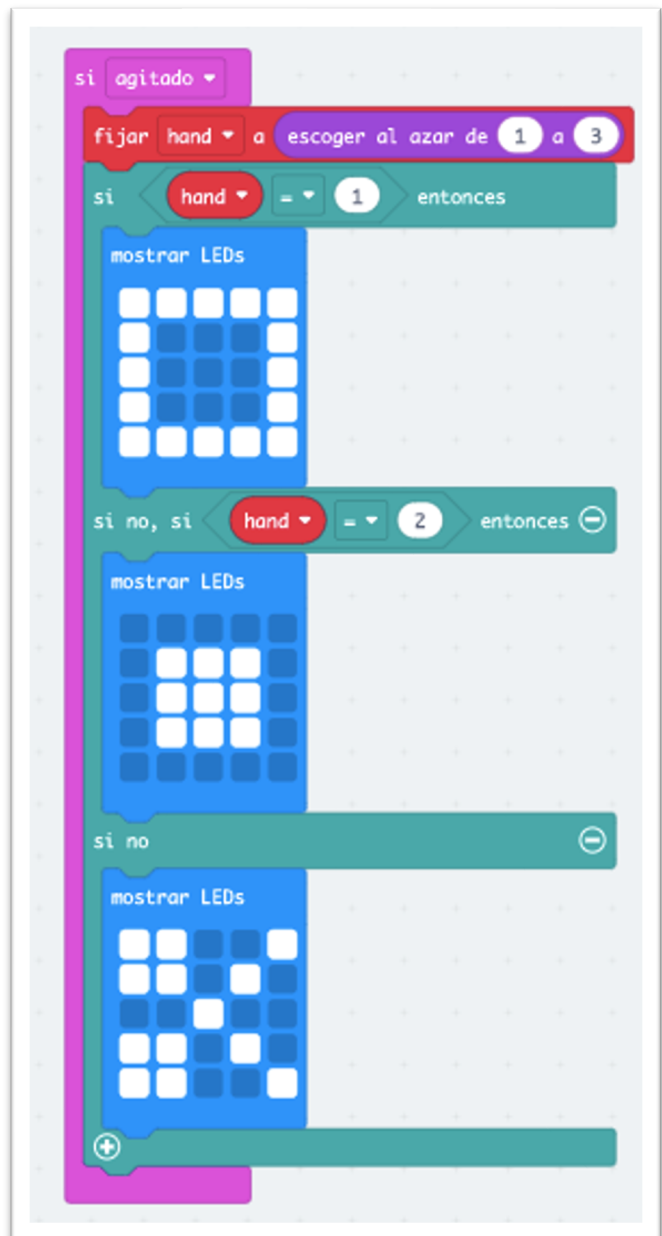 si agitado
fijar hand a escoger al azar de 1 a 3
si hand = 1 entonces
mostrar LEDs
si no, si hand = 2 entonces
mostrar LEDs
si no
mostrar LEDs